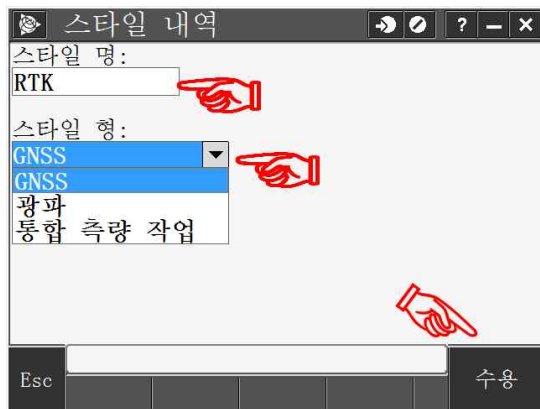 스타일 내역
? — ×
스타일 명:
RTK
스타일 형:
GNSS
GNSS
광파
통합 측량 작업
Esc
수용